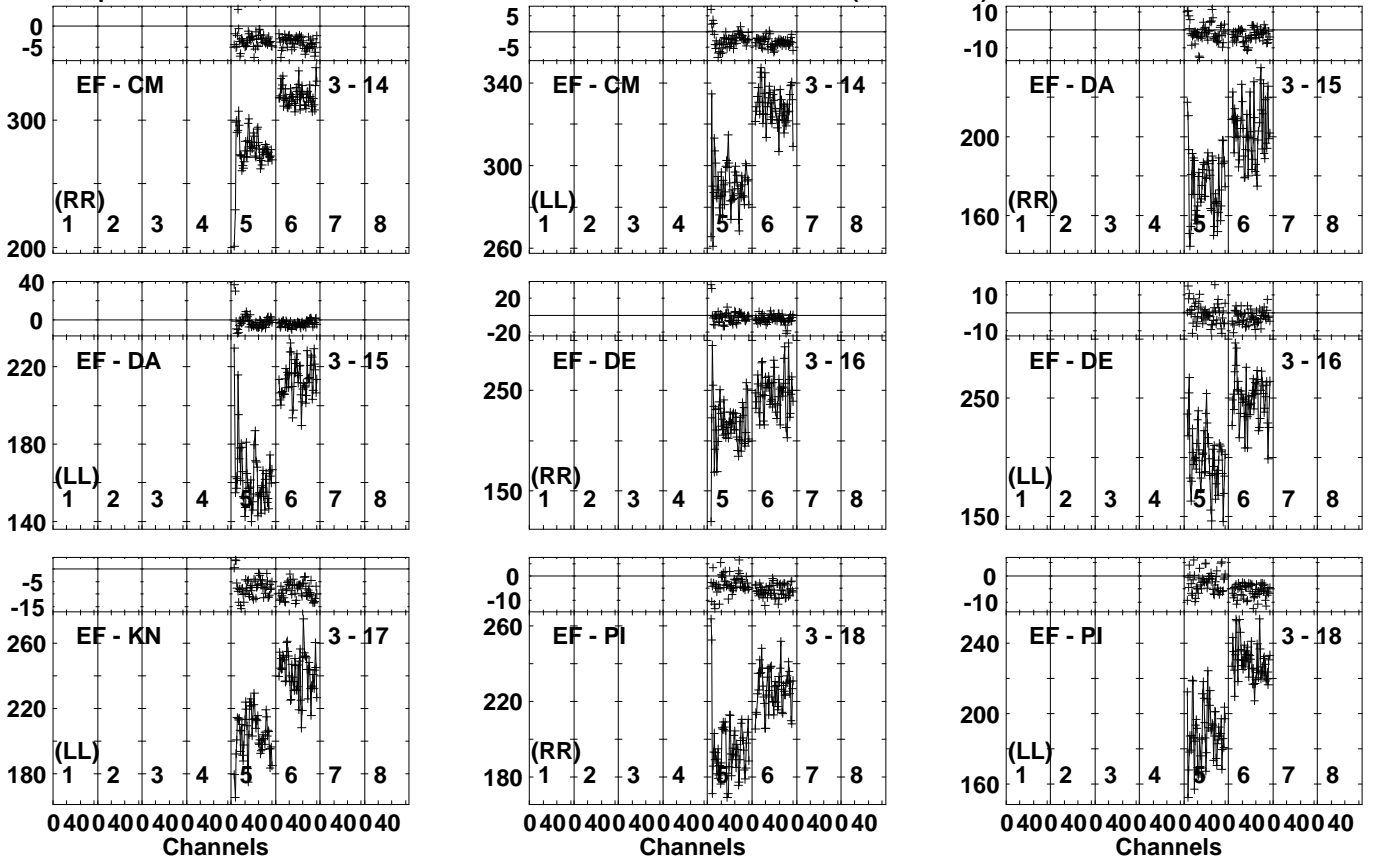 0
-5
EF - CM 3 - 14
300
(RR)
1 2 3 4 5 6 7 8
200
5
-5
340
EF - CM 3 - 14
300
(LL)
1 2 3 4 5 6 7 8
260
10
-10
EF - DA 3 - 15
200
(RR)
160
1 2 3 4 5 6 7 8
40
0
220
EF - DA 3 - 15
180
(LL)
1 2 3 4 5 6 7 8
140
20
-20
EF - DE 3 - 16
250
(RR)
150
1 2 3 4 5 6 7 8
10
-10
EF - DE 3 - 16
250
(LL)
1 2 3 4 5 6 7 8
150
-5
-15
260
EF - KN 3 - 17
220
(LL)
180
1 2 3 4 5 6 7 8
0 40 0 40 0 40 0 40 0 40 0 40 0 40 0 40
Channels
0
-10
260
EF - PI 3 - 18
220
(RR)
180
1 2 3 4 5 6 7 8
0 40 0 40 0 40 0 40 0 40 0 40 0 40 0 40
Channels
0
-10
240
EF - PI 3 - 18
200
(LL)
160
1 2 3 4 5 6 7 8
0 40 0 40 0 40 0 40 0 40 0 40 0 40 0 40
Channels